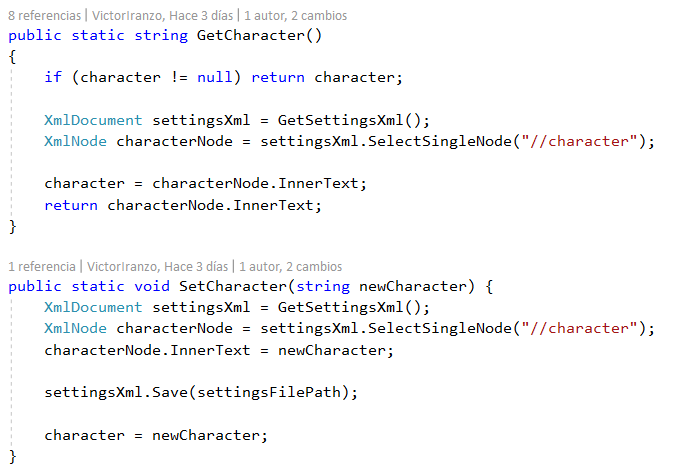 8 referencias | VictorIranzo, Hace 3 días | 1 autor, 2 cambios
public static string GetCharacter()
{
if (character != null) return character;
XmlDocument settingsXml = GetSettingsXml();
XmlNode characterNode = settingsXml.SelectSingleNode("//character");
character = characterNode.InnerText;
return characterNode.InnerText;
}
1 referencia | VictorIranzo, Hace 3 días | 1 autor, 2 cambios
public static void SetCharacter(string newCharacter) {
XmlDocument settingsXml = GetSettingsXml();
XmlNode characterNode = settingsXml.SelectSingleNode("//character");
characterNode.InnerText = newCharacter;
settingsXml.Save(settingsFilePath);
character = newCharacter;
}